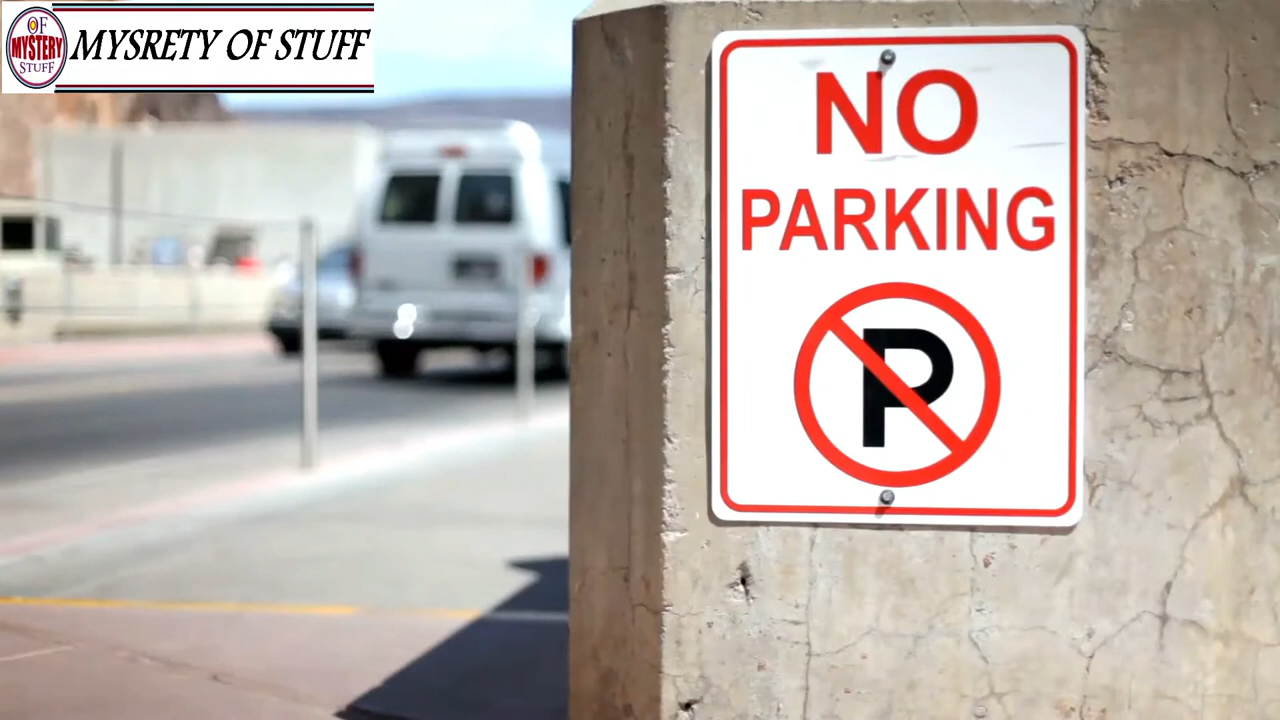 OF
MYSTERY
STUFF
MYSRETY OF STUFF
NO
PARKING
P